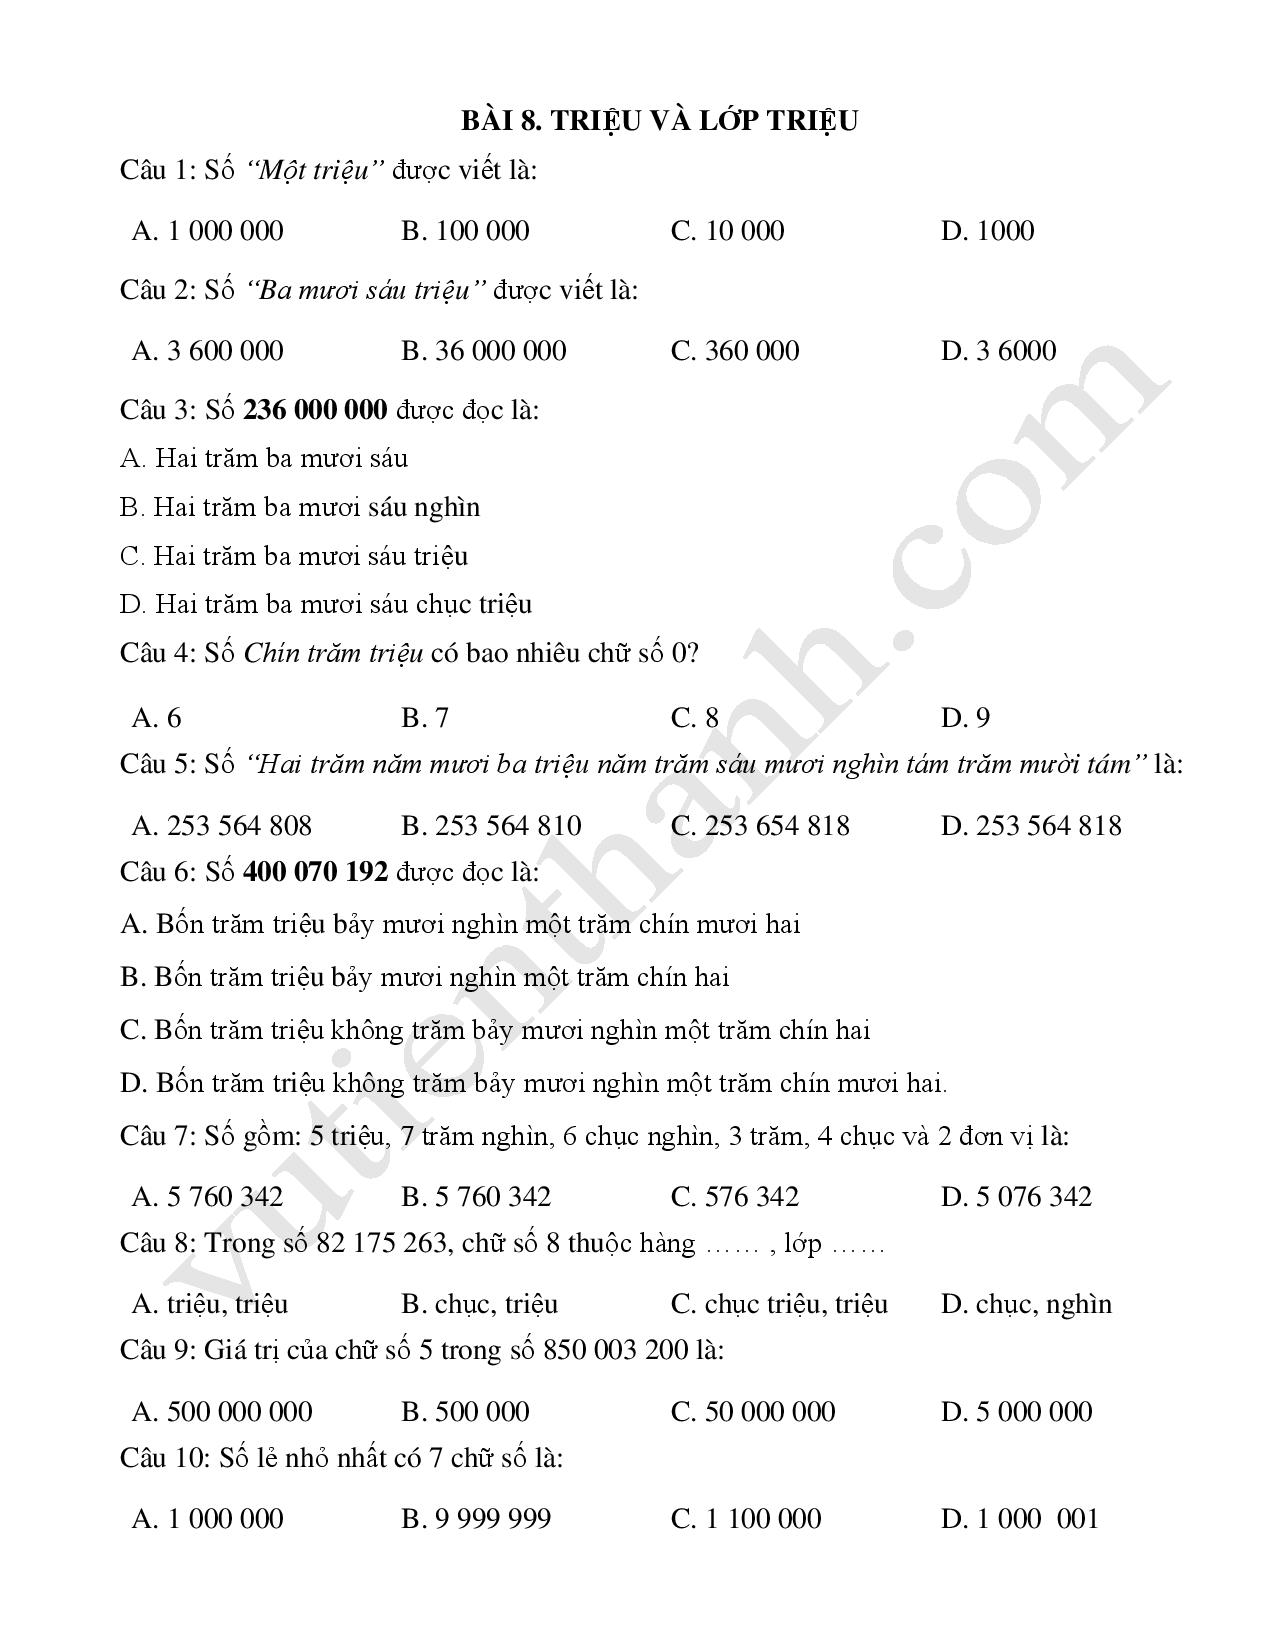 BÀI 8. TRIỆU VÀ LỚP TRIỆU
Câu 1: Số “Một triệu” được viết là:
A. 1 000 000 B. 100 000 C. 10 000 D. 1000
Câu 2: Số “Ba mươi sáu triệu” được viết là:
A. 3 600 000 B. 36 000 000 C. 360 000 D. 3 6000
Câu 3: Số 236 000 000 được đọc là:
A. Hai trăm ba mươi sáu
B. Hai trăm ba mươi sáu nghìn
C. Hai trăm ba mươi sáu triệu
D. Hai trăm ba mươi sáu chục triệu
Câu 4: Số Chín trăm triệu có bao nhiêu chữ số 0?
A. 6 B. 7 C. 8 D. 9
Câu 5: Số “Hai trăm năm mươi ba triệu năm trăm sáu mươi nghìn tám trăm mười tám” là:
A. 253 564 808 B. 253 564 810 C. 253 654 818 D. 253 564 818
Câu 6: Số 400 070 192 được đọc là:
A. Bốn trăm triệu bảy mươi nghìn một trăm chín mươi hai
B. Bốn trăm triệu bảy mươi nghìn một trăm chín hai
C. Bốn trăm triệu không trăm bảy mươi nghìn một trăm chín hai
D. Bốn trăm triệu không trăm bảy mươi nghìn một trăm chín mươi hai.
Câu 7: Số gồm: 5 triệu, 7 trăm nghìn, 6 chục nghìn, 3 trăm, 4 chục và 2 đơn vị là:
A. 5 760 342 B. 5 760 342 C. 576 342 D. 5 076 342
Câu 8: Trong số 82 175 263, chữ số 8 thuộc hàng …… , lớp ……
A. triệu, triệu B. chục, triệu C. chục triệu, triệu D. chục, nghìn
Câu 9: Giá trị của chữ số 5 trong số 850 003 200 là:
A. 500 000 000 B. 500 000 C. 50 000 000 D. 5 000 000
Câu 10: Số lẻ nhỏ nhất có 7 chữ số là:
A. 1 000 000 B. 9 999 999 C. 1 100 000 D. 1 000 001
vutienthanh.com